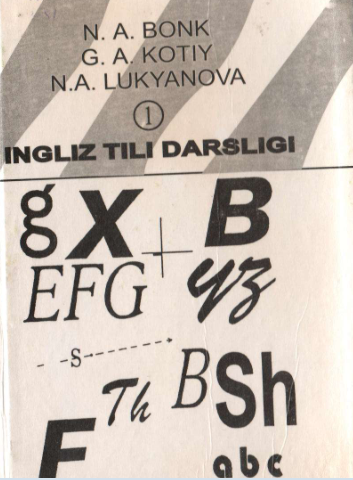 N. A. BONK
G. A. KOTIY
N.A. LUKYANOVA
1
INGLIZ TILI DARSLIGI
g X B
EFG yz
- -S-
Th B Sh
F abc